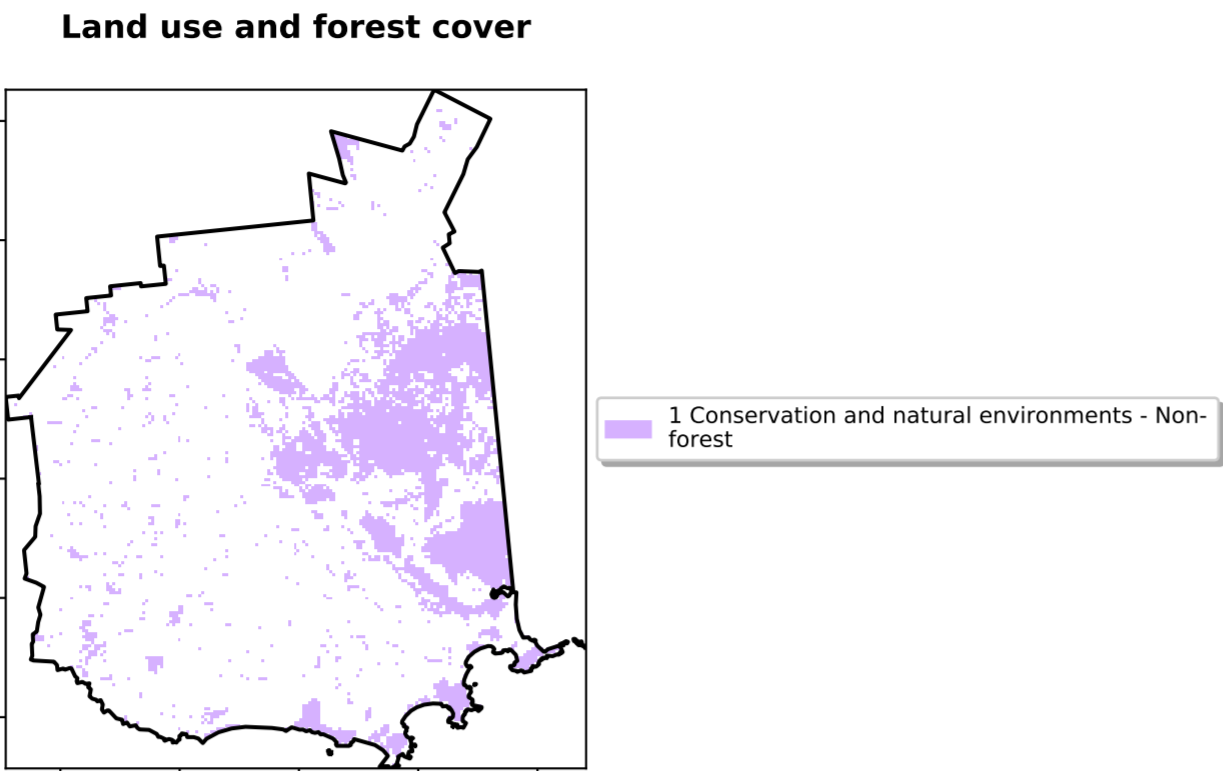 Land use and forest cover
1 Conservation and natural environments - Non-
forest